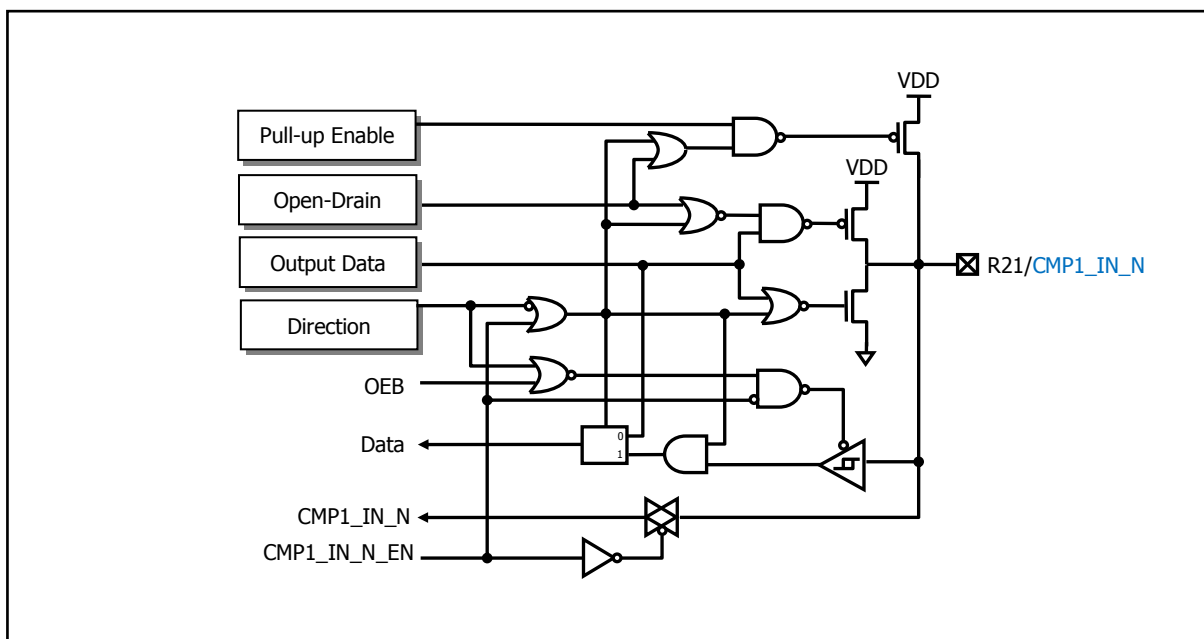 VDD
Pull-up Enable
VDD
Open-Drain
Output Data
R21/CMP1_IN_N
Direction
OEB
0
Data
1
CMP1_IN_N
CMP1_IN_N_EN